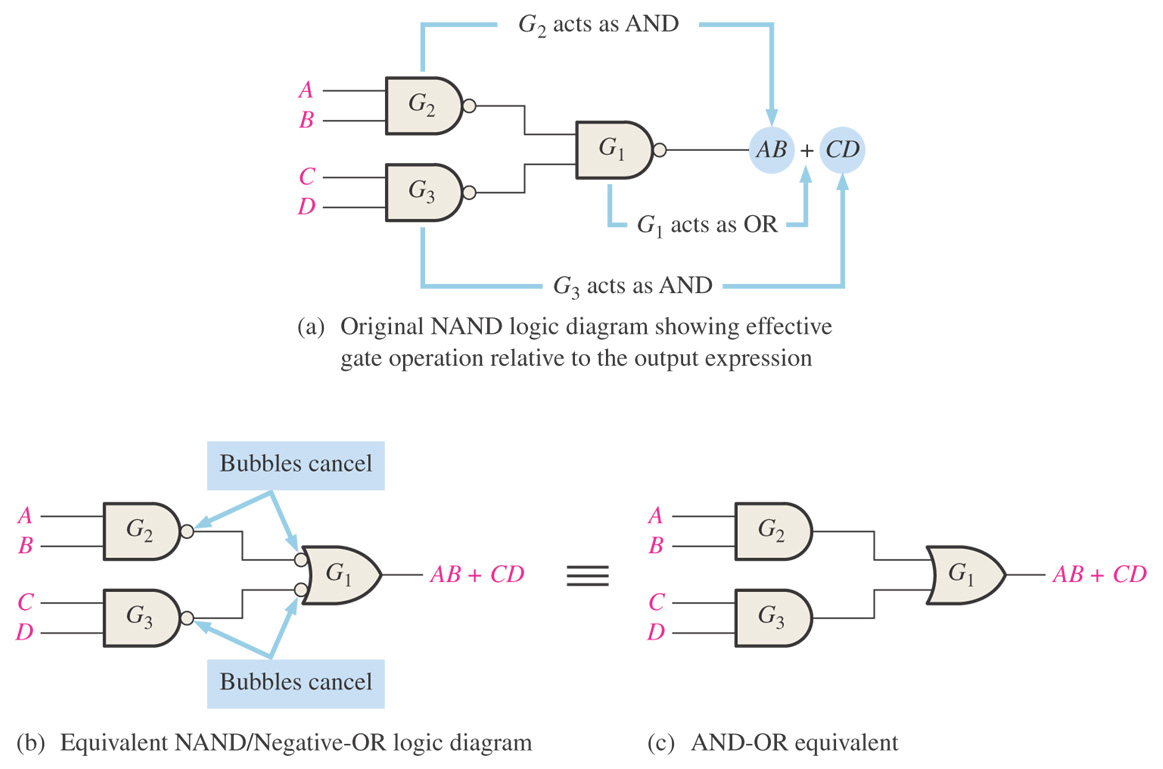 G2 acts as AND
A
B
G2
G1
AB + CD
C
D
G3
G1 acts as OR
G3 acts as AND
(a) Original NAND logic diagram showing effective
gate operation relative to the output expression
Bubbles cancel
A
B
G2
C
D
G3
G1
AB + CD
Bubbles cancel
≡
A
B
G2
C
D
G3
G1
AB + CD
(b) Equivalent NAND/Negative-OR logic diagram
(c) AND-OR equivalent